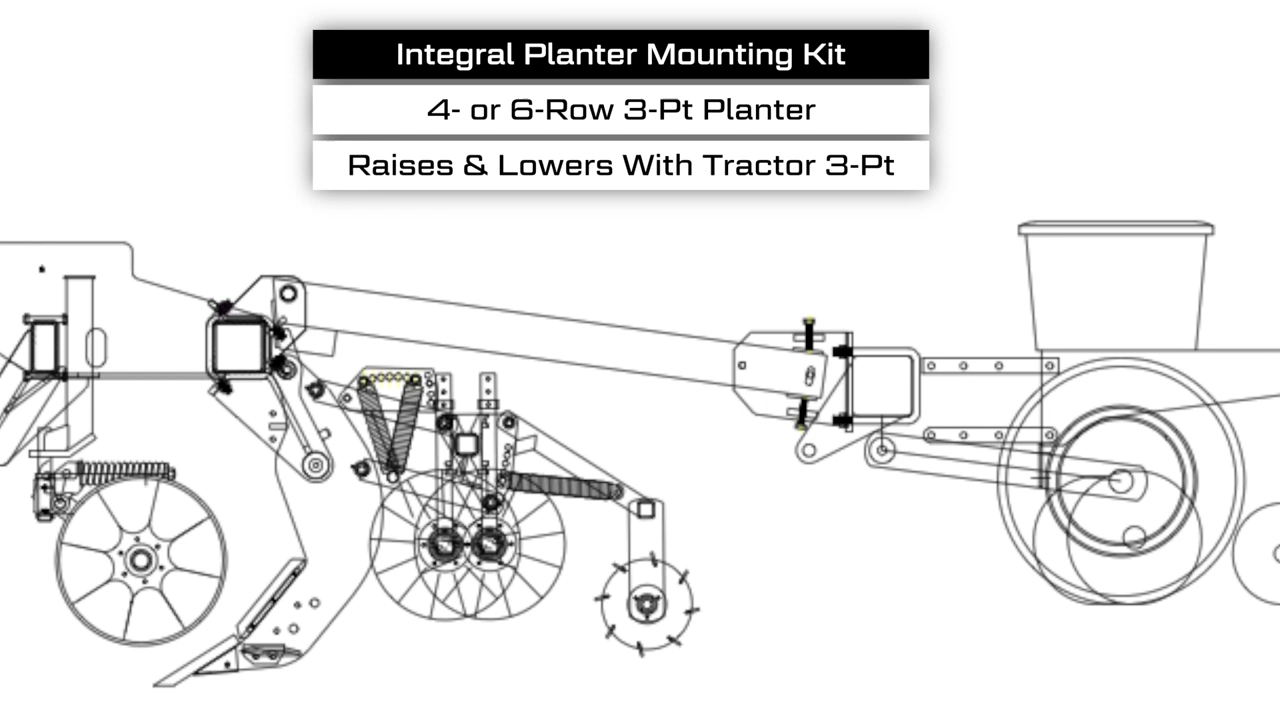 Integral Planter Mounting Kit
4- or 6-Row 3-Pt Planter
Raises & Lowers With Tractor 3-Pt